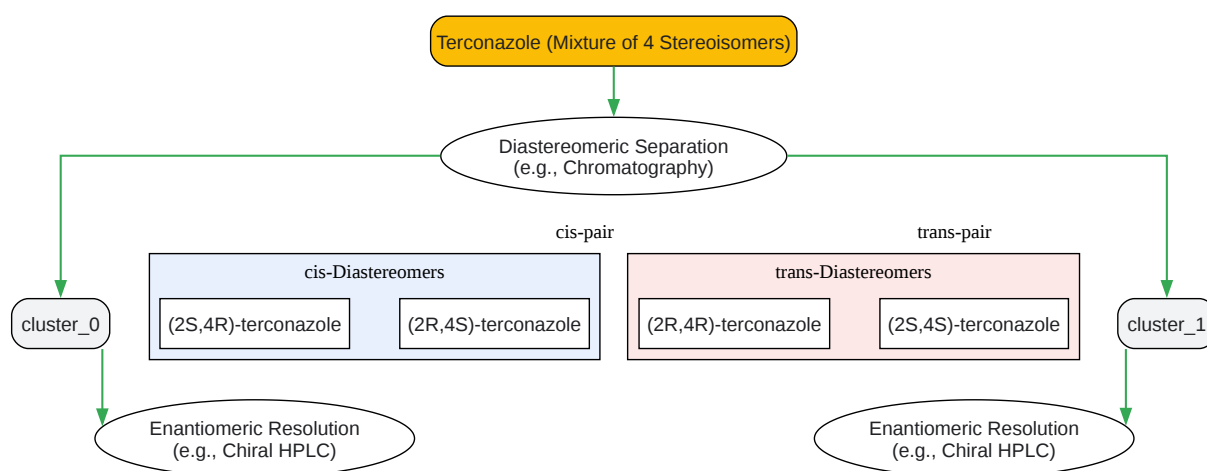 Terconazole (Mixture of 4 Stereoisomers)
Diastereomeric Separation
(e.g., Chromatography)
cis-pair
trans-pair
cis-Diastereomers
trans-Diastereomers
cluster_0
(2S,4R)-terconazole
(2R,4S)-terconazole
(2R,4R)-terconazole
(2S,4S)-terconazole
cluster_1
Enantiomeric Resolution
(e.g., Chiral HPLC)
Enantiomeric Resolution
(e.g., Chiral HPLC)